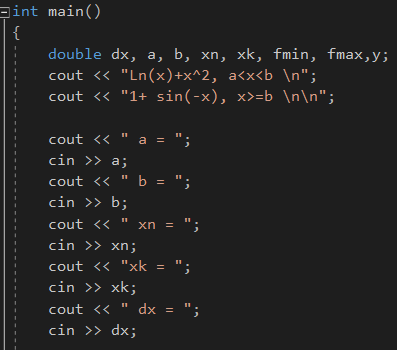 int main()
{
double dx, a, b, xn, xk, fmin, fmax,y;
cout << "Ln(x)+x^2, a<x<b \n";
cout << "1+ sin(-x), x>=b \n\n";
cout << " a = ";
cin >> a;
cout << " b = ";
cin >> b;
cout << " xn = ";
cin >> xn;
cout << "xk = ";
cin >> xk;
cout << " dx = ";
cin >> dx;